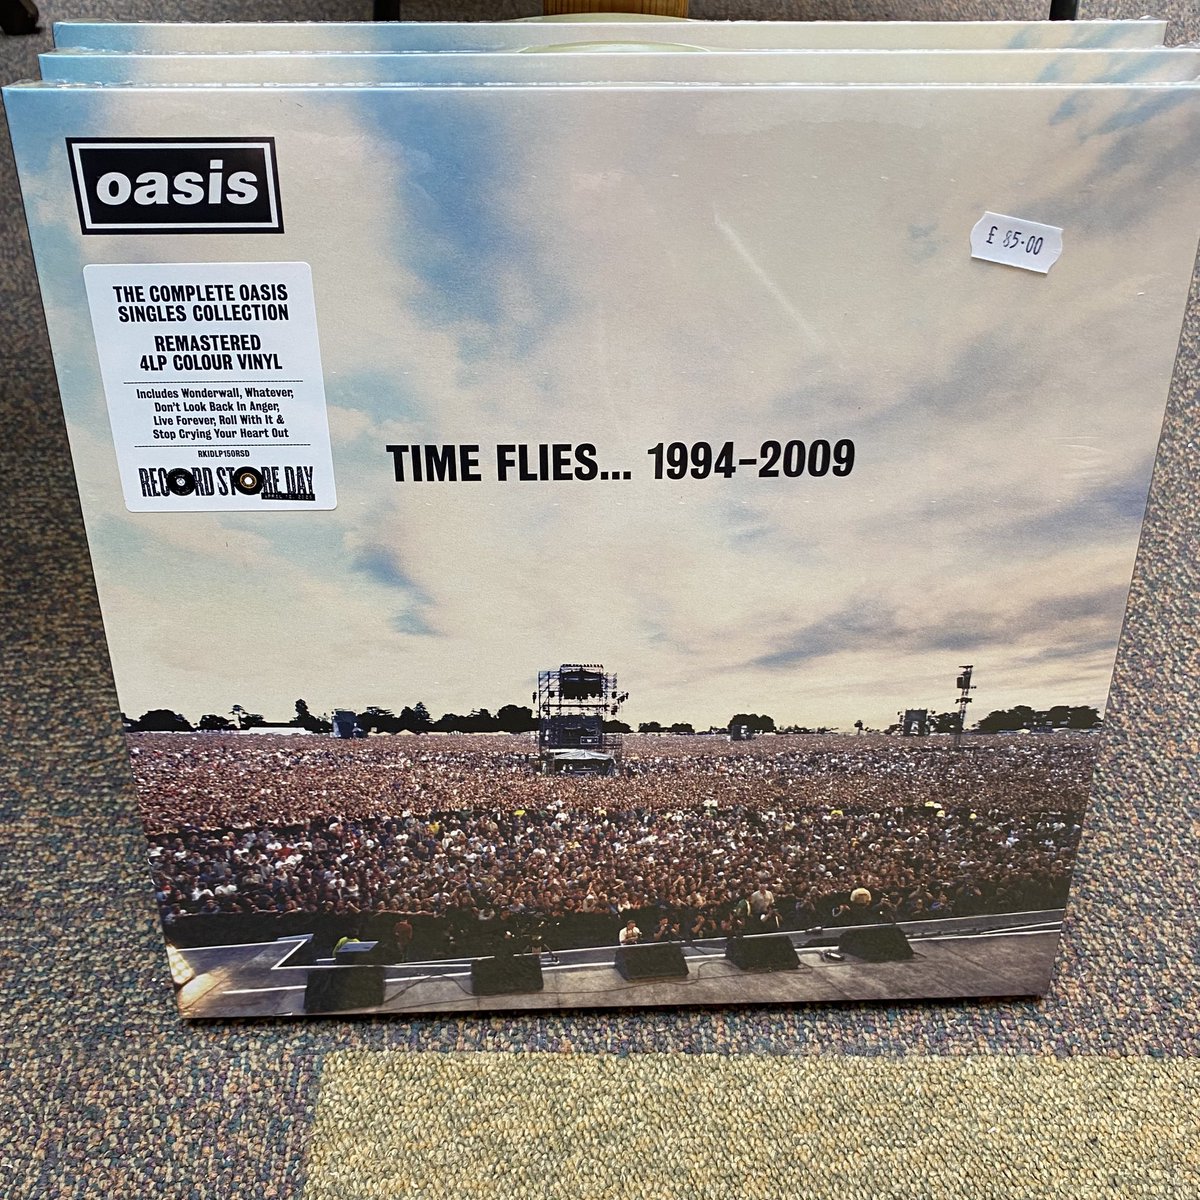 oasis
£ 85.00
THE COMPLETE OASIS
SINGLES COLLECTION
REMASTERED
4LP COLOUR VINYL
Includes Wonderwall, Whatever,
Don't Look Back In Anger,
Live Forever, Roll With It &
Stop Crying Your Heart Out
RKIDLP150RSD
RECORD STORE DAY
TIME FLIES... 1994-2009